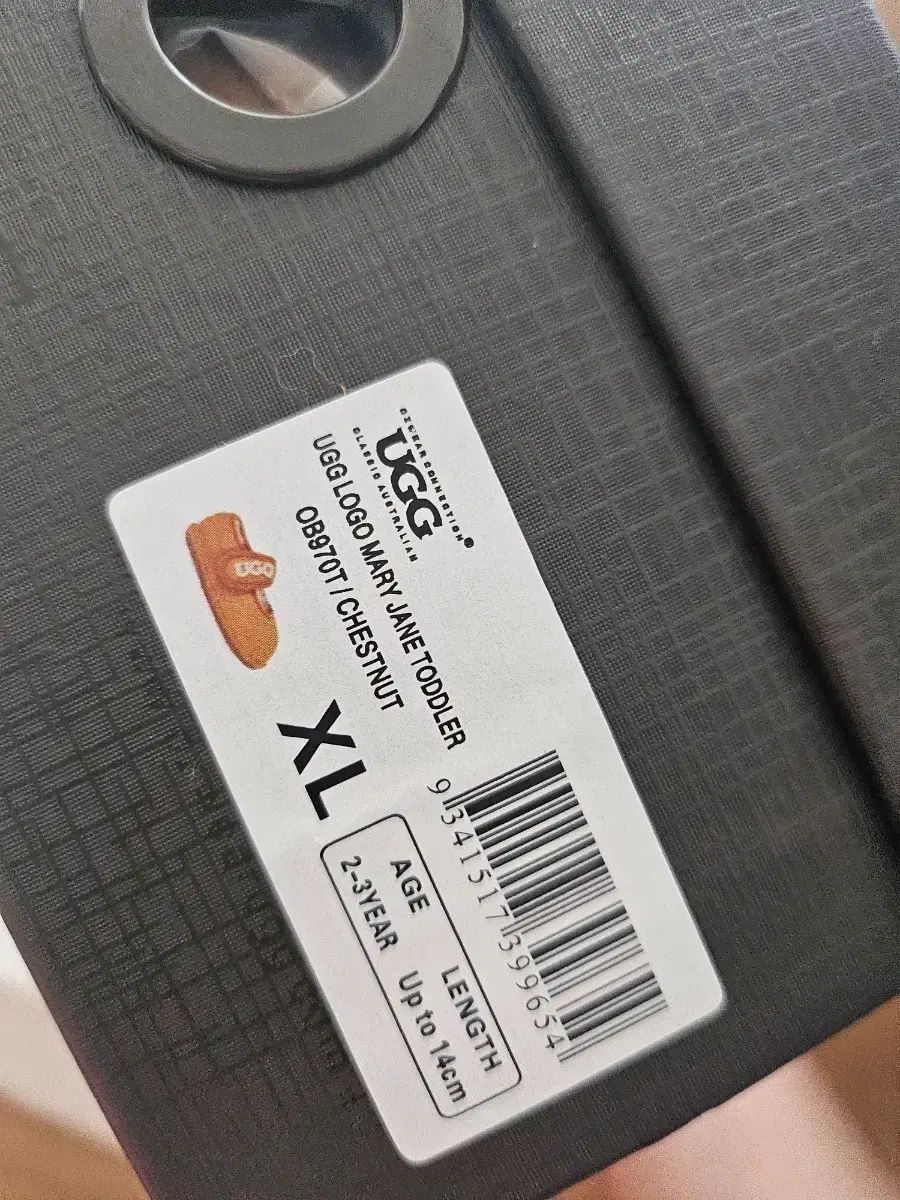 OZWEAR CONNECTION®
UGG
CLASSIC AUSTRALIAN
UGG LOGO MARY JANE TODDLER
OB970T / CHESTNUT
UGG
XL
AGE LENGTH
2-3YEAR Up to 14cm
9341517399654